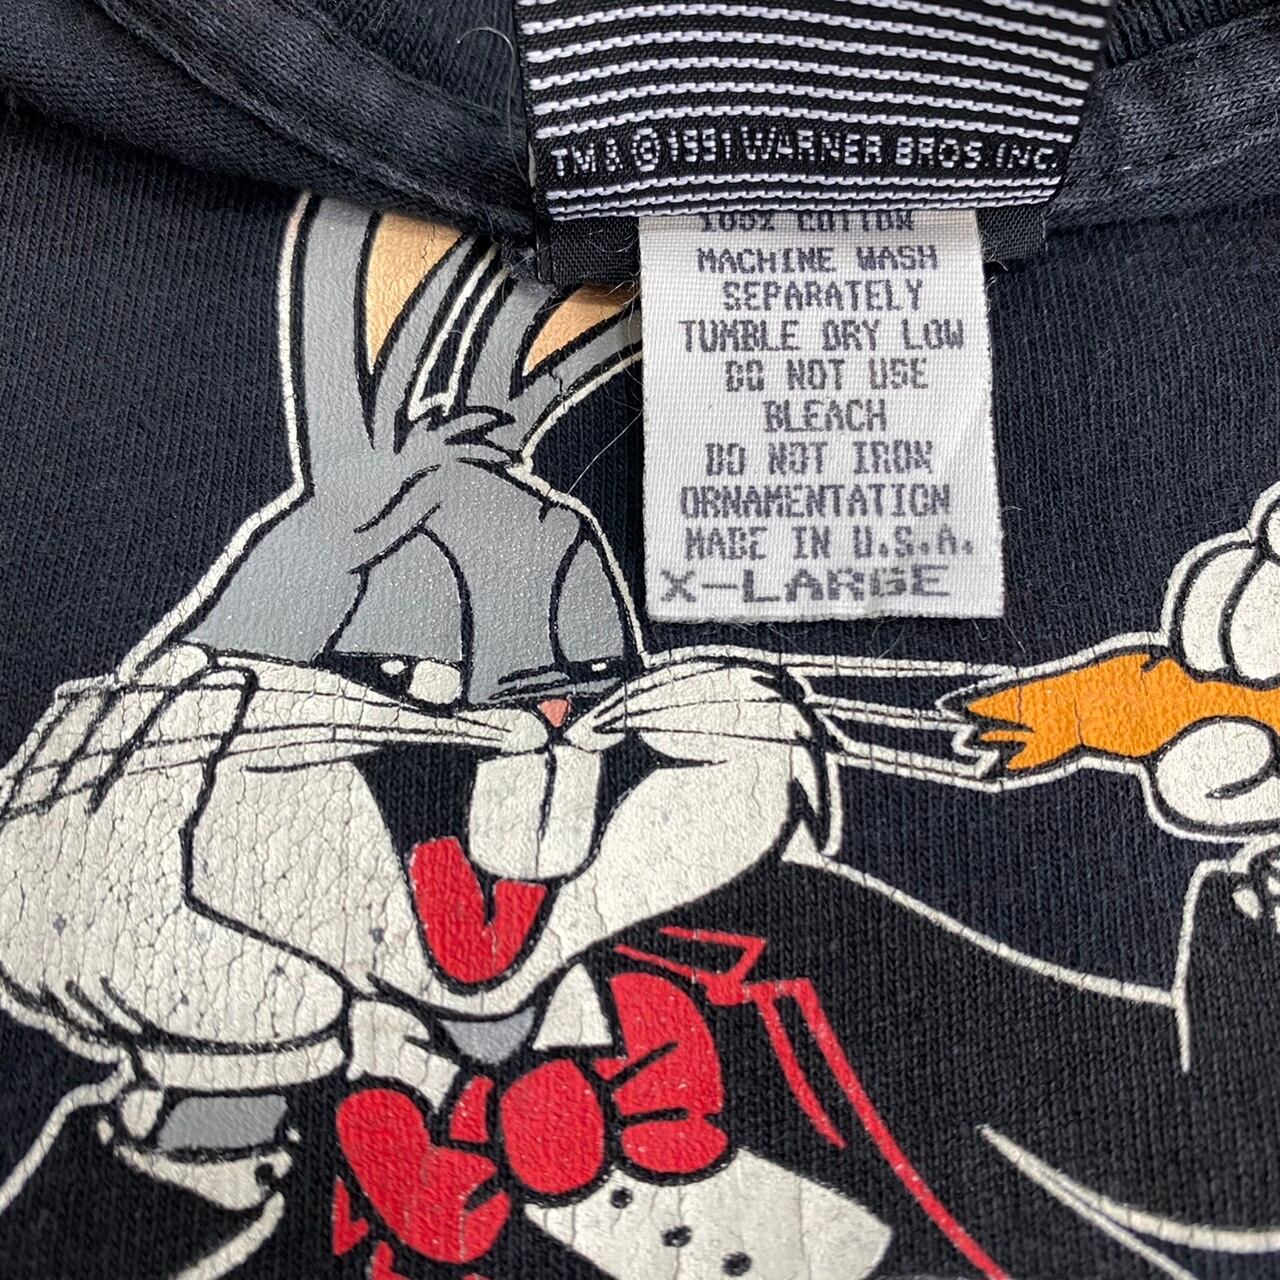 TM & © 1991 WARNER BROS. INC.
100% COTTON
MACHINE WASH
SEPARATELY
TUMBLE DRY LOW
DO NOT USE
BLEACH
DO NOT IRON
ORNAMENTATION
MADE IN U.S.A.
X-LARGE